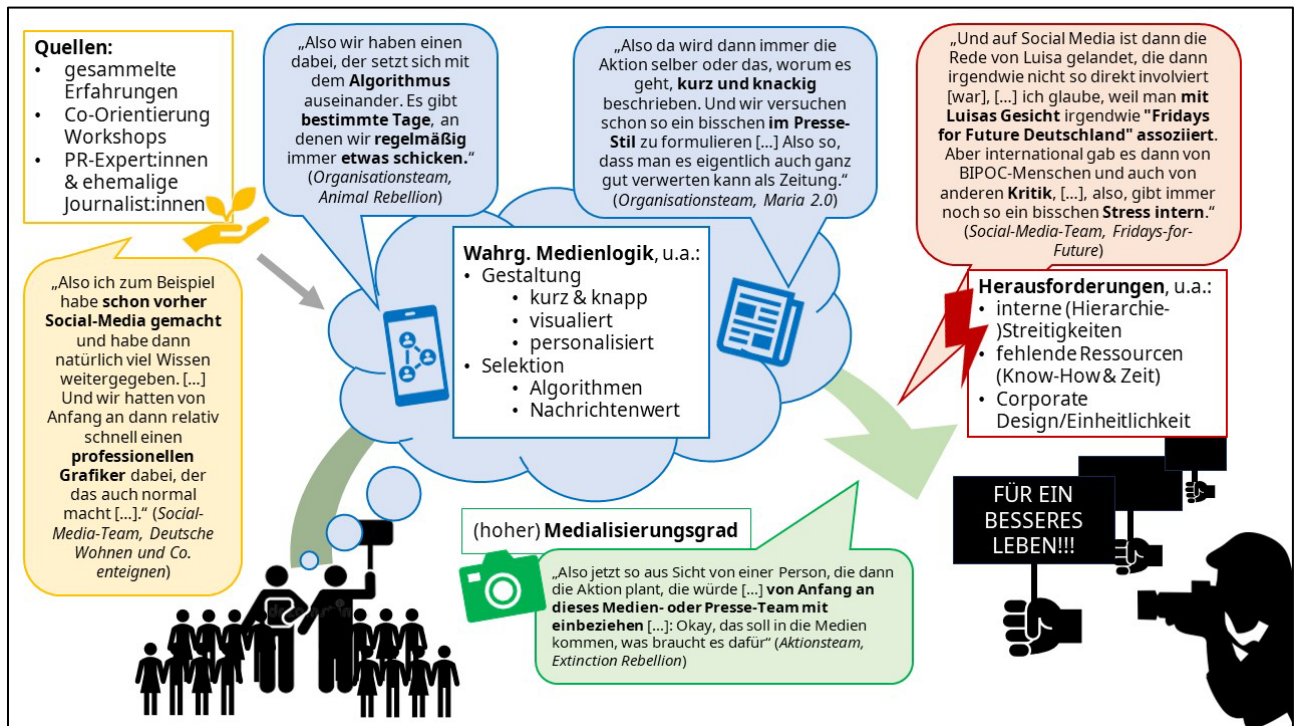 Quellen:
• gesammelte
Erfahrungen
• Co-Orientierung
Workshops
• PR-Expert:innen
& ehemalige
Journalist:innen
„Also wir haben einen
dabei, der setzt sich mit
dem Algorithmus
auseinander. Es gibt
bestimmte Tage, an
denen wir regelmäßig
immer etwas schicken.“
(Organisationsteam,
Animal Rebellion)
„Also da wird dann immer die
Aktion selber oder das, worum es
geht, kurz und knackig
beschrieben. Und wir versuchen
schon so ein bisschen im Presse-
Stil zu formulieren [...] Also so,
dass man es eigentlich auch ganz
gut verwerten kann als Zeitung.“
(Organisationsteam, Maria 2.0)
„Und auf Social Media ist dann die
Rede von Luisa gelandet, die dann
irgendwie nicht so direkt involviert
[war], [...] ich glaube, weil man mit
Luisas Gesicht irgendwie "Fridays
for Future Deutschland" assoziiert.
Aber international gab es dann von
BIPOC-Menschen und auch von
anderen Kritik, [...], also, gibt immer
noch so ein bisschen Stress intern.“
(Social-Media-Team, Fridays-for-
Future)
„Also ich zum Beispiel
habe schon vorher
Social-Media gemacht
und habe dann
natürlich viel Wissen
weitergegeben. [...]
Und wir hatten von
Anfang an dann relativ
schnell einen
professionellen
Grafiker dabei, der
das auch normal
macht [...].“ (Social-
Media-Team, Deutsche
Wohnen und Co.
enteignen)
Wahrg. Medienlogik, u.a.:
• Gestaltung
• kurz & knapp
• visualiert
• personalisiert
• Selektion
• Algorithmen
• Nachrichtenwert
Herausforderungen, u.a.:
• interne (Hierarchie-
)Streitigkeiten
• fehlende Ressourcen
(Know-How & Zeit)
• Corporate
Design/Einheitlichkeit
(hoher) Medialisierungsgrad
„Also jetzt so aus Sicht von einer Person, die dann
die Aktion plant, die würde [...] von Anfang an
dieses Medien- oder Presse-Team mit
einbeziehen [...]: Okay, das soll in die Medien
kommen, was braucht es dafür“ (Aktionsteam,
Extinction Rebellion)
FÜR EIN
BESSERES
LEBEN!!!